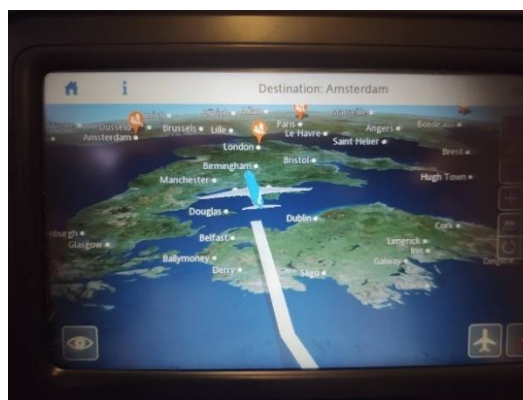 i
Destination: Amsterdam
Paris
Brussels
Lille
Le Havre
Angers
Amsterdam
Saint Helier
London
Brest
Birmingham
Bristol
Manchester
Hugh Town
Douglas
Dublin
Cork
Glasgow
Belfast
Limerick
Ballymoney
Galway
Derry
Sligo